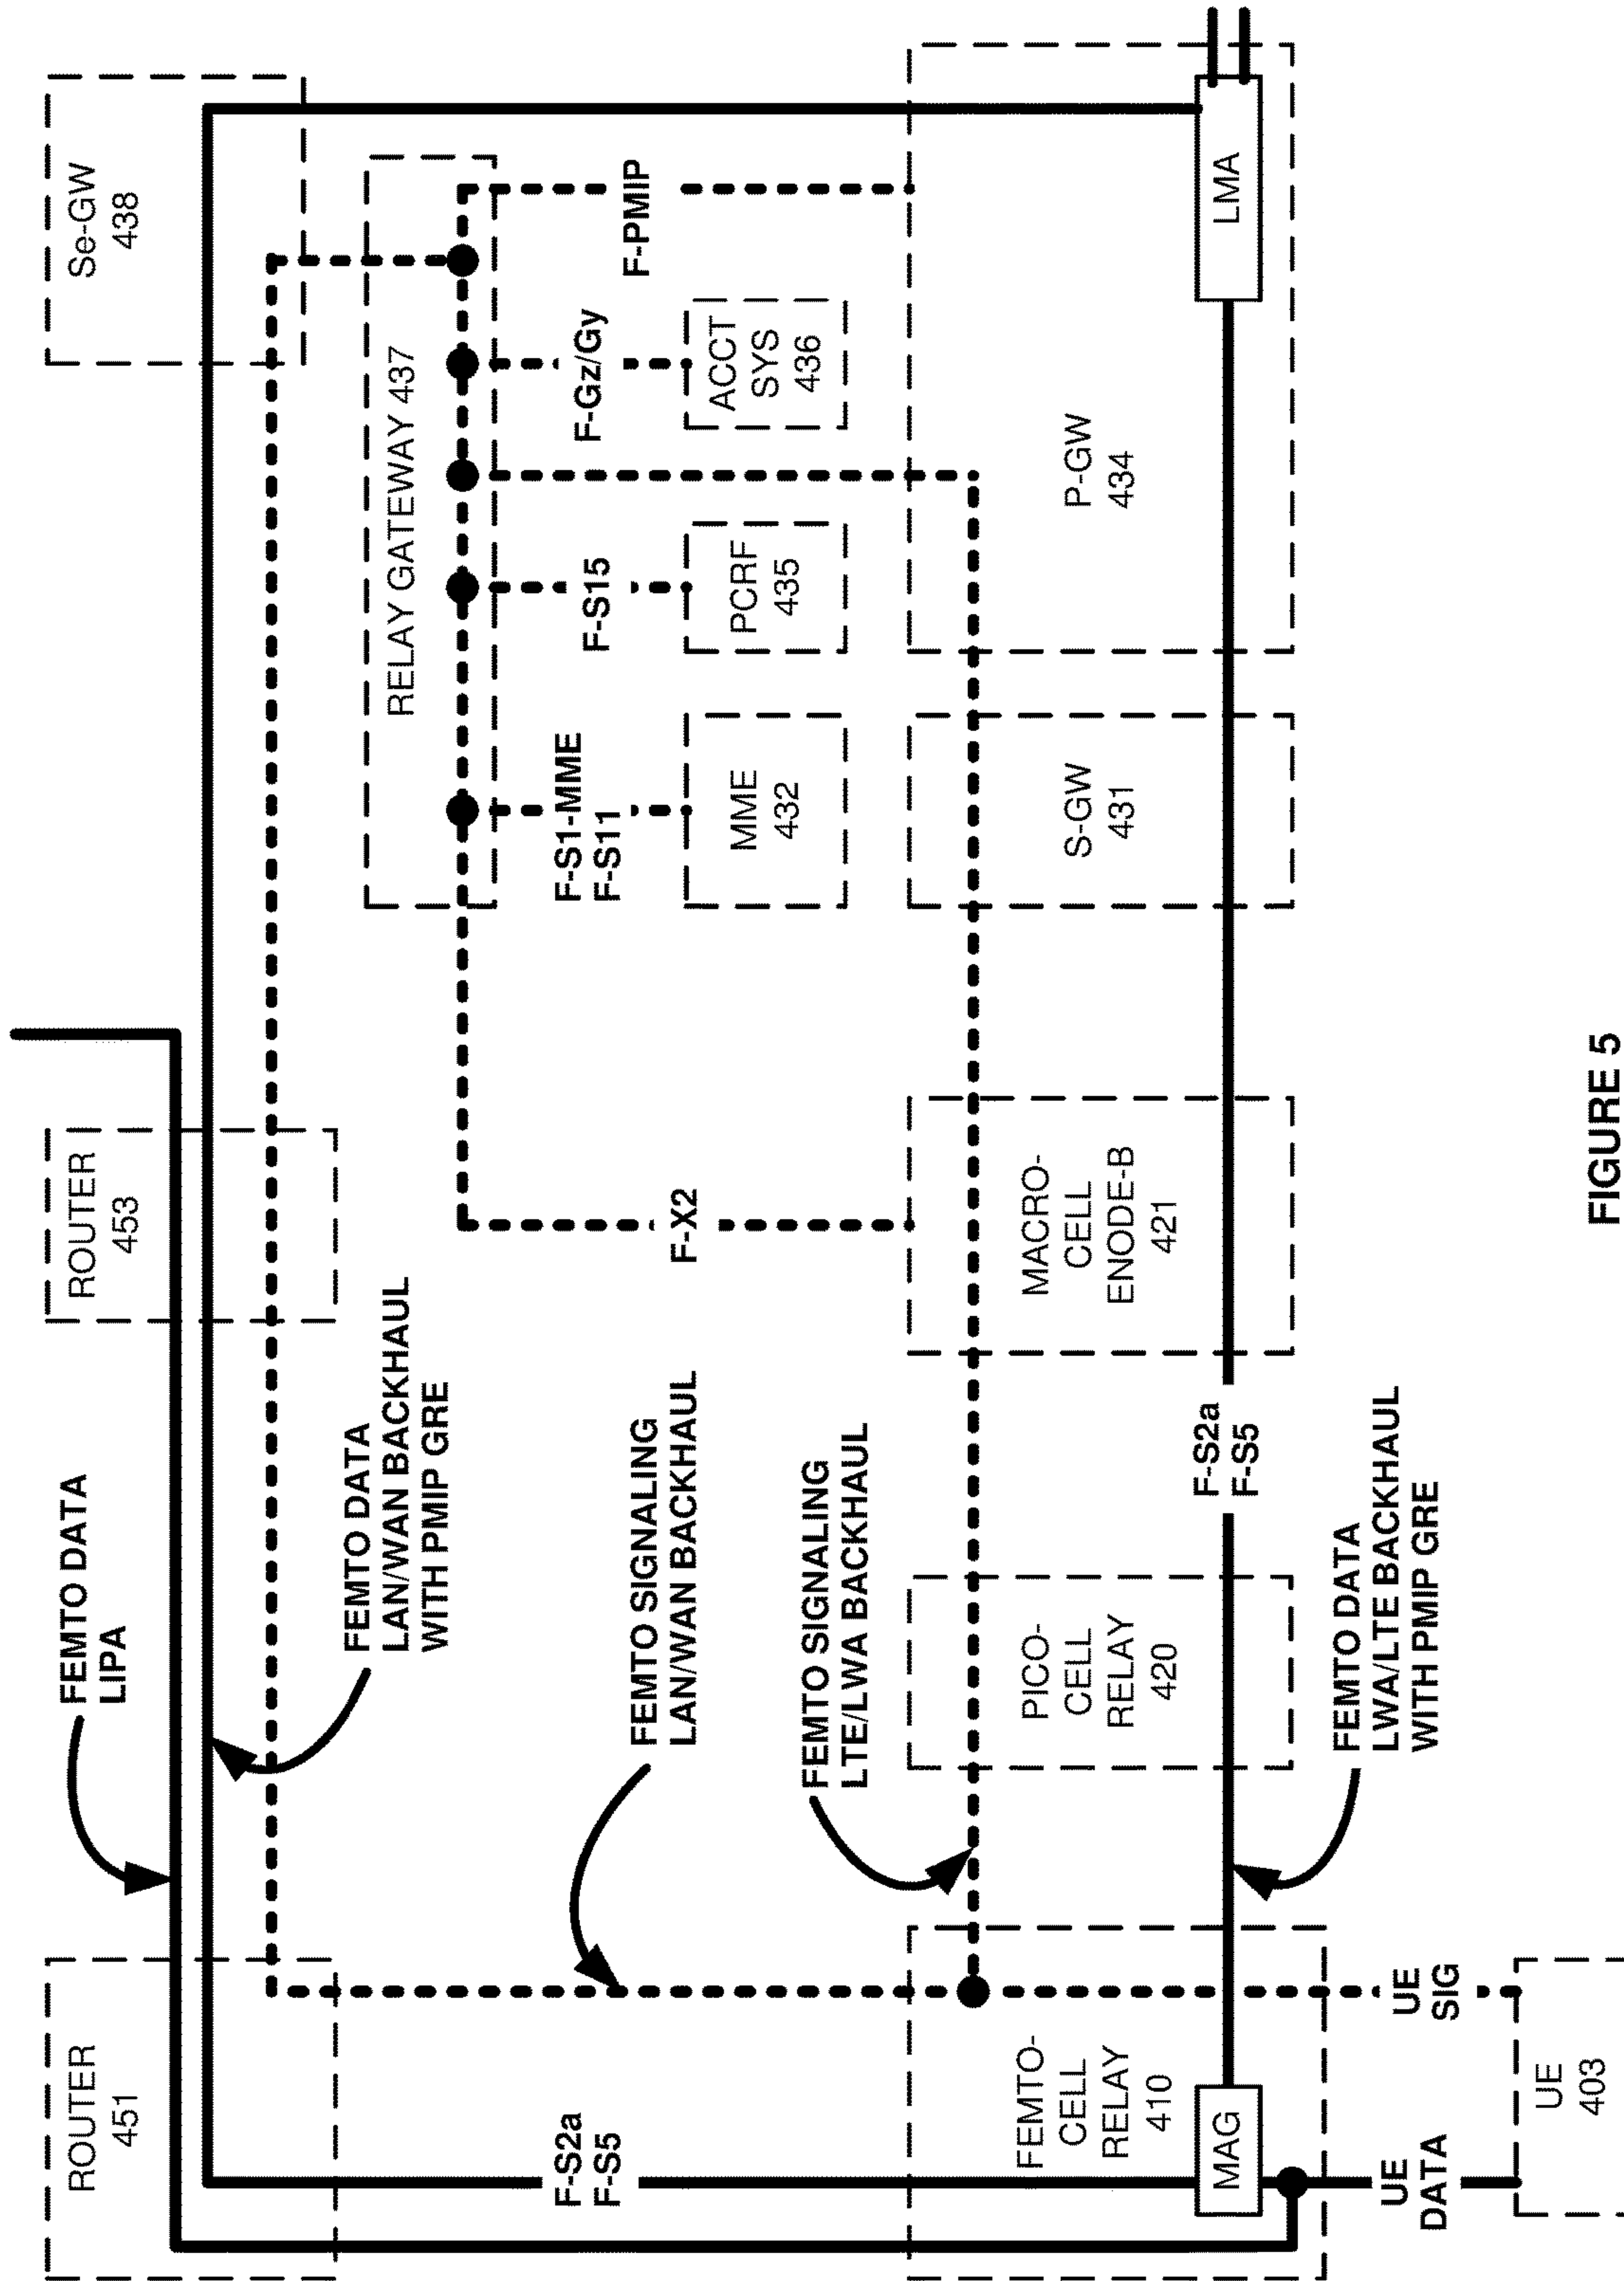 ROUTER
451
FEMTO DATA
LIPA
ROUTER
453
Se-GW
438
FEMTO DATA
LAN/WAN BACKHAUL
WITH PMIP GRE
RELAY GATEWAY 437
F-S2a
F-S5
FEMTO SIGNALING
LAN/WAN BACKHAUL
F-X2
F-S1-MME
F-S11
F-S15
F-Gz/Gy
F-PMIP
MME
432
PCRF
435
ACCT
SYS
436
FEMTO SIGNALING
LTE/LWA BACKHAUL
FEMTO-
CELL
RELAY
410
MAG
PICO-
CELL
RELAY
420
MACRO-
CELL
ENODE-B
421
S-GW
431
P-GW
434
LMA
F-S2a
F-S5
FEMTO DATA
LWA/LTE BACKHAUL
WITH PMIP GRE
UE
DATA
UE
SIG
UE
403
FIGURE 5